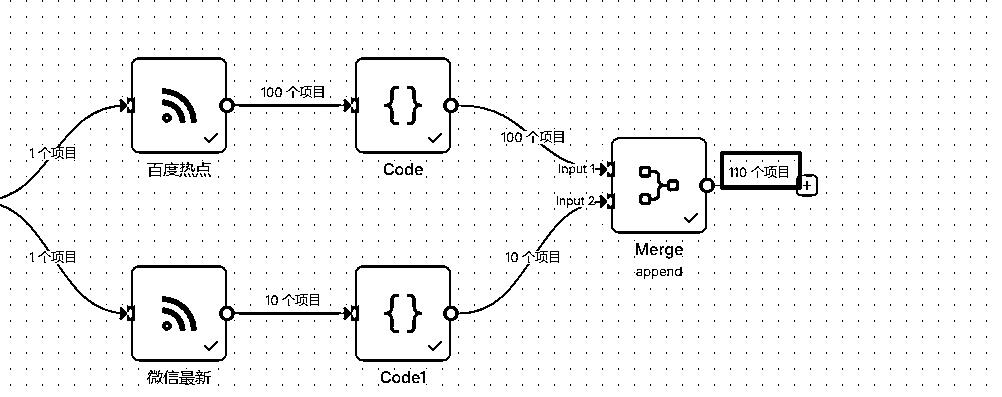 1 个项目
100 个项目
百度热点
{}
Code
100 个项目
Input 1
110 个项目
+
Input 2
Merge
append
1 个项目
10 个项目
微信最新
{}
Code1
10 个项目